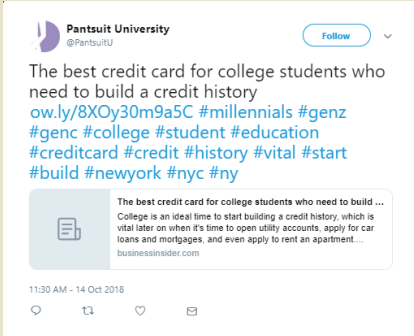 Pantsuit University
@PantsuitU
Follow
The best credit card for college students who
need to build a credit history
ow.ly/8XOy30m9a5C #millennials #genz
#genc #college #student #education
#creditcard #credit #history #vital #start
#build #newyork #nyc #ny
The best credit card for college students who need to build ...
College is an ideal time to start building a credit history, which is
vital later on when it's time to open utility accounts, apply for car
loans and mortgages, and even apply to rent an apartment....
businessinsider.com
11:30 AM - 14 Oct 2018